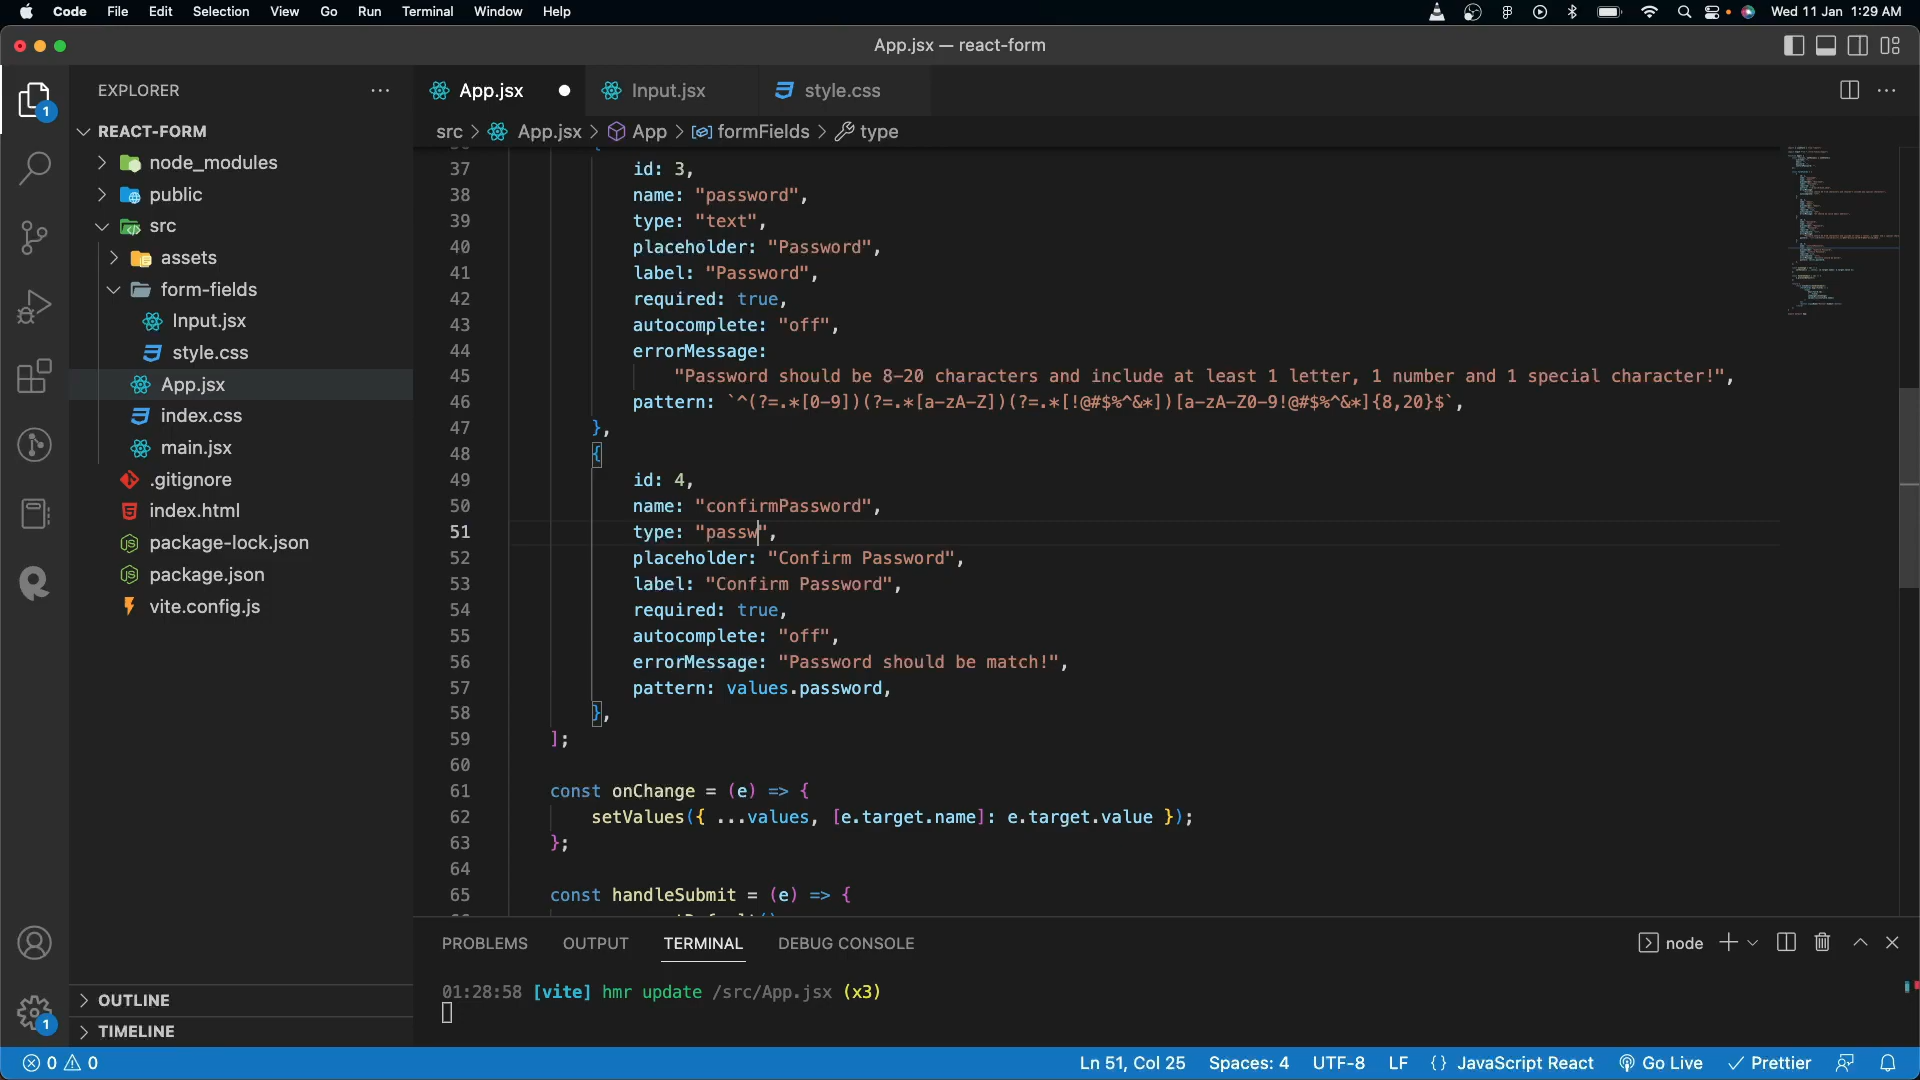 Code File Edit Selection View Go Run Terminal Window Help
Wed 11 Jan 1:29 AM
App.jsx — react-form
EXPLORER
REACT-FORM
node_modules
public
src
assets
form-fields
Input.jsx
style.css
App.jsx
index.css
main.jsx
.gitignore
index.html
package-lock.json
package.json
vite.config.js
OUTLINE
TIMELINE
1
1
App.jsx Input.jsx style.css
src > App.jsx > App > formFields > type
37 id: 3,
38 name: "password",
39 type: "text",
40 placeholder: "Password",
41 label: "Password",
42 required: true,
43 autocomplete: "off",
44 errorMessage:
45 "Password should be 8-20 characters and include at least 1 letter, 1 number and 1 special character!",
46 pattern: `^(?=.*[0-9])(?=.*[a-zA-Z])(?=.*[!@#$%^&*])[a-zA-Z0-9!@#$%^&*]{8,20}$`,
47 },
48 {
49 id: 4,
50 name: "confirmPassword",
51 type: "passw",
52 placeholder: "Confirm Password",
53 label: "Confirm Password",
54 required: true,
55 autocomplete: "off",
56 errorMessage: "Password should be match!",
57 pattern: values.password,
58 },
59 ];
60
61 const onChange = (e) => {
62 setValues({ ...values, [e.target.name]: e.target.value });
63 };
64
65 const handleSubmit = (e) => {
PROBLEMS OUTPUT TERMINAL DEBUG CONSOLE
node
01:28:58 [vite] hmr update /src/App.jsx (x3)
0 0
Ln 51, Col 25 Spaces: 4 UTF-8 LF {} JavaScript React Go Live Prettier